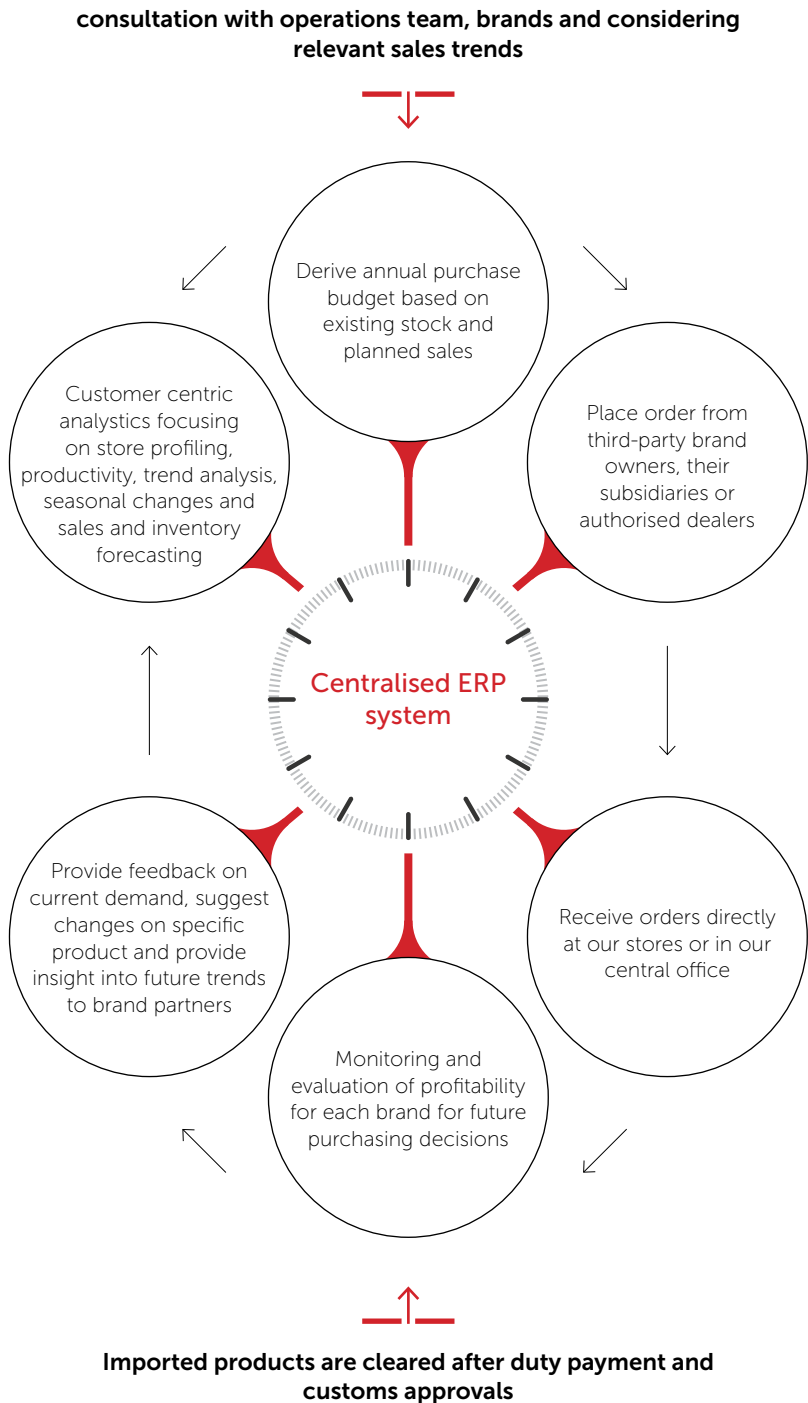 consultation with operations team, brands and considering
relevant sales trends
Derive annual purchase
budget based on
existing stock and
planned sales
Place order from
third-party brand
owners, their
subsidiaries or
authorised dealers
Receive orders directly
at our stores or in our
central office
Monitoring and
evaluation of profitability
for each brand for future
purchasing decisions
Provide feedback on
current demand, suggest
changes on specific
product and provide
insight into future trends
to brand partners
Customer centric
analystics focusing
on store profiling,
productivity, trend analysis,
seasonal changes and
sales and inventory
forecasting
Centralised ERP
system
Imported products are cleared after duty payment and
customs approvals